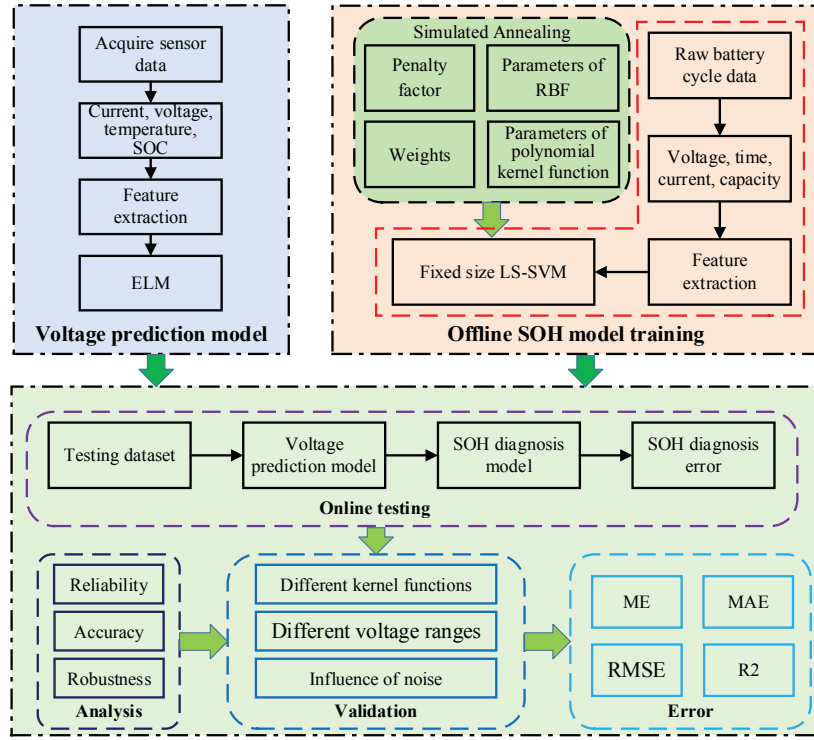 Acquire sensor
data
Current, voltage,
temperature,
SOC
Feature
extraction
ELM
Voltage prediction model
Simulated Annealing
Penalty
factor
Parameters of
RBF
Weights
Parameters of
polynomial
kernel function
Raw battery
cycle data
Voltage, time,
current, capacity
Feature
extraction
Fixed size LS-SVM
Offline SOH model training
Testing dataset
Voltage
prediction model
SOH diagnosis
model
SOH diagnosis
error
Online testing
Reliability
Accuracy
Robustness
Analysis
Different kernel functions
Different voltage ranges
Influence of noise
Validation
ME
MAE
RMSE
R2
Error